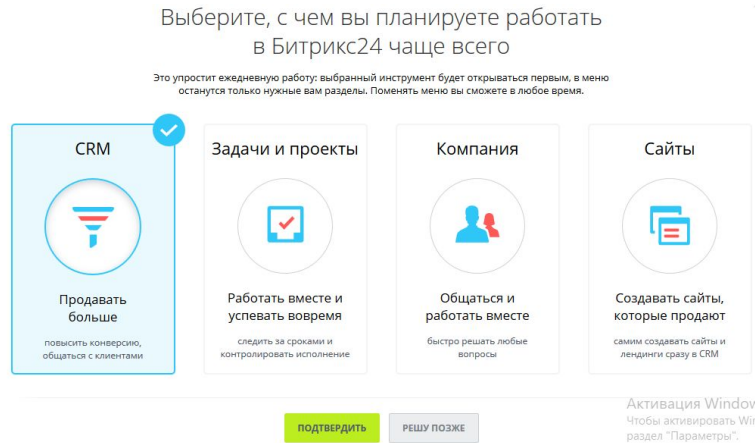 Выберите, с чем вы планируете работать
в Битрикс24 чаще всего
Это упростит ежедневную работу: выбранный инструмент будет открываться первым, в меню
останутся только нужные вам разделы. Поменять меню вы сможете в любое время.
CRM
Продавать
больше
повысить конверсию,
общаться с клиентами
Задачи и проекты
Работать вместе и
успевать вовремя
следить за сроками и
контролировать исполнение
Компания
Общаться и
работать вместе
быстро решать любые
вопросы
Сайты
Создавать сайты,
которые продают
самим создавать сайты и
лендинги сразу в CRM
ПОДТВЕРДИТЬ
РЕШУ ПОЗЖЕ
Активация Window
Чтобы активировать Win
раздел "Параметры".